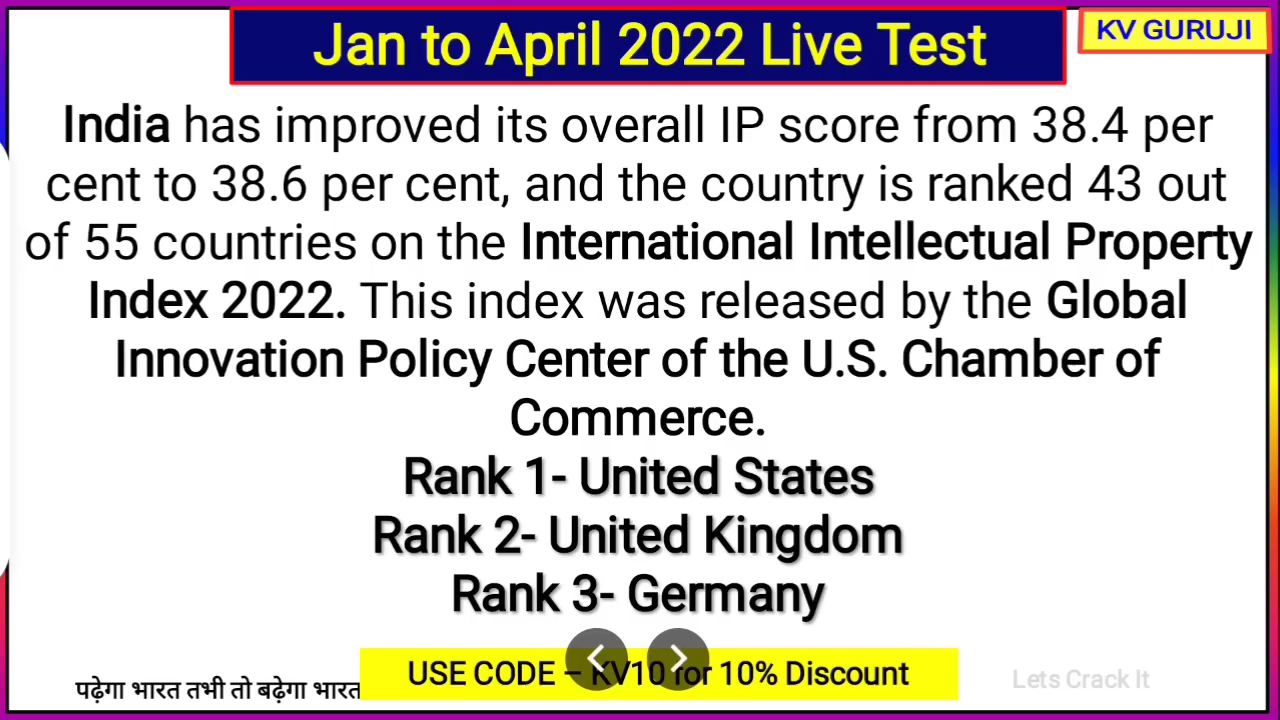 Jan to April 2022 Live Test
KV GURUJI
India has improved its overall IP score from 38.4 per
cent to 38.6 per cent, and the country is ranked 43 out
of 55 countries on the International Intellectual Property
Index 2022. This index was released by the Global
Innovation Policy Center of the U.S. Chamber of
Commerce.
Rank 1- United States
Rank 2- United Kingdom
Rank 3- Germany
USE CODE – KV10 for 10% Discount
पढ़ेगा भारत तभी तो बढ़ेगा भारत
Lets Crack It